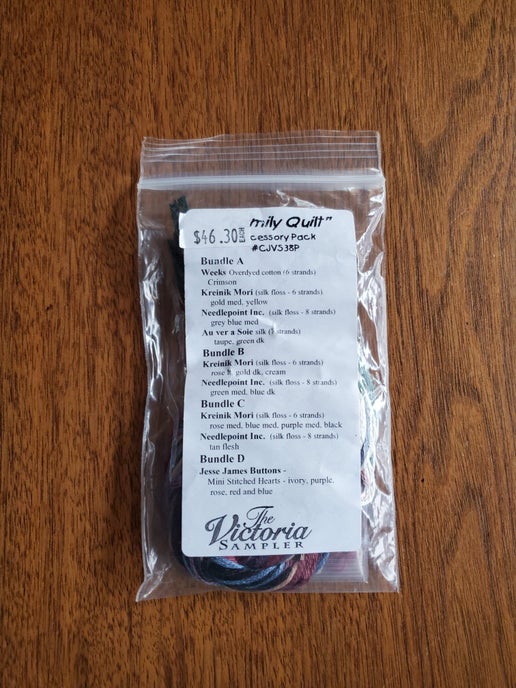 mily Quilt"
$46.30 EACH
cessory Pack
#CJVS38P
Bundle A
Weeks Overdyed cotton (6 strands)
Crimson
Kreinik Mori (silk floss - 6 strands)
gold med, yellow
Needlepoint Inc. (silk floss - 8 strands)
grey blue med
Au ver a Soie silk (7 strands)
taupe, green dk
Bundle B
Kreinik Mori (silk floss - 6 strands)
rose lt, gold dk, cream
Needlepoint Inc. (silk floss - 8 strands)
green med, blue dk
Bundle C
Kreinik Mori (silk floss - 6 strands)
rose med, blue med, purple med, black
Needlepoint Inc. (silk floss - 8 strands)
tan flesh
Bundle D
Jesse James Buttons -
Mini Stitched Hearts - ivory, purple,
rose, red and blue
The
Victoria
SAMPLER